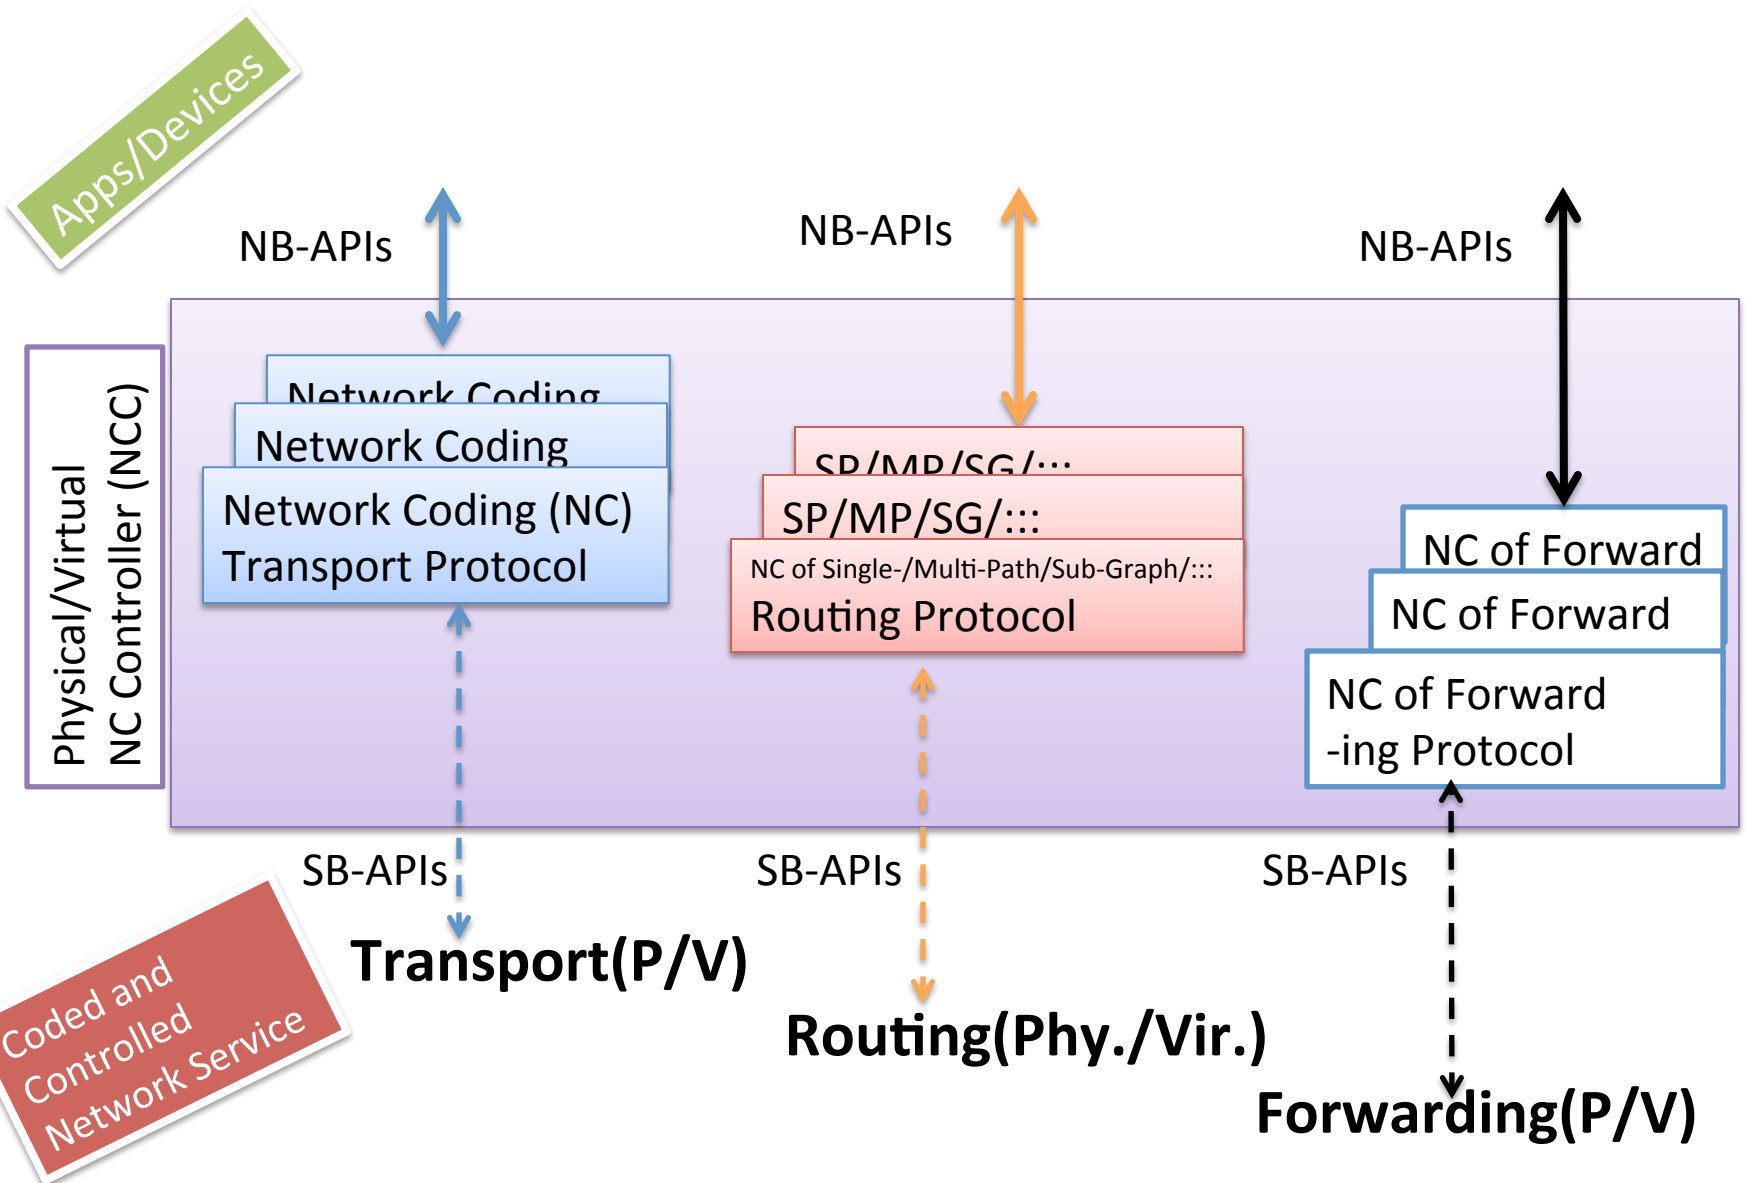 Apps/Devices
NB-APIs
NB-APIs
NB-APIs
Physical/Virtual
NC Controller (NCC)
Network Coding
Network Coding
Network Coding (NC)
Transport Protocol
SP/MP/SG/:::
SP/MP/SG/:::
NC of Single-/Multi-Path/Sub-Graph/:::
Routing Protocol
NC of Forward
NC of Forward
NC of Forward
-ing Protocol
SB-APIs
SB-APIs
SB-APIs
Transport(P/V)
Routing(Phy./Vir.)
Forwarding(P/V)
Coded and
Controlled
Network Service